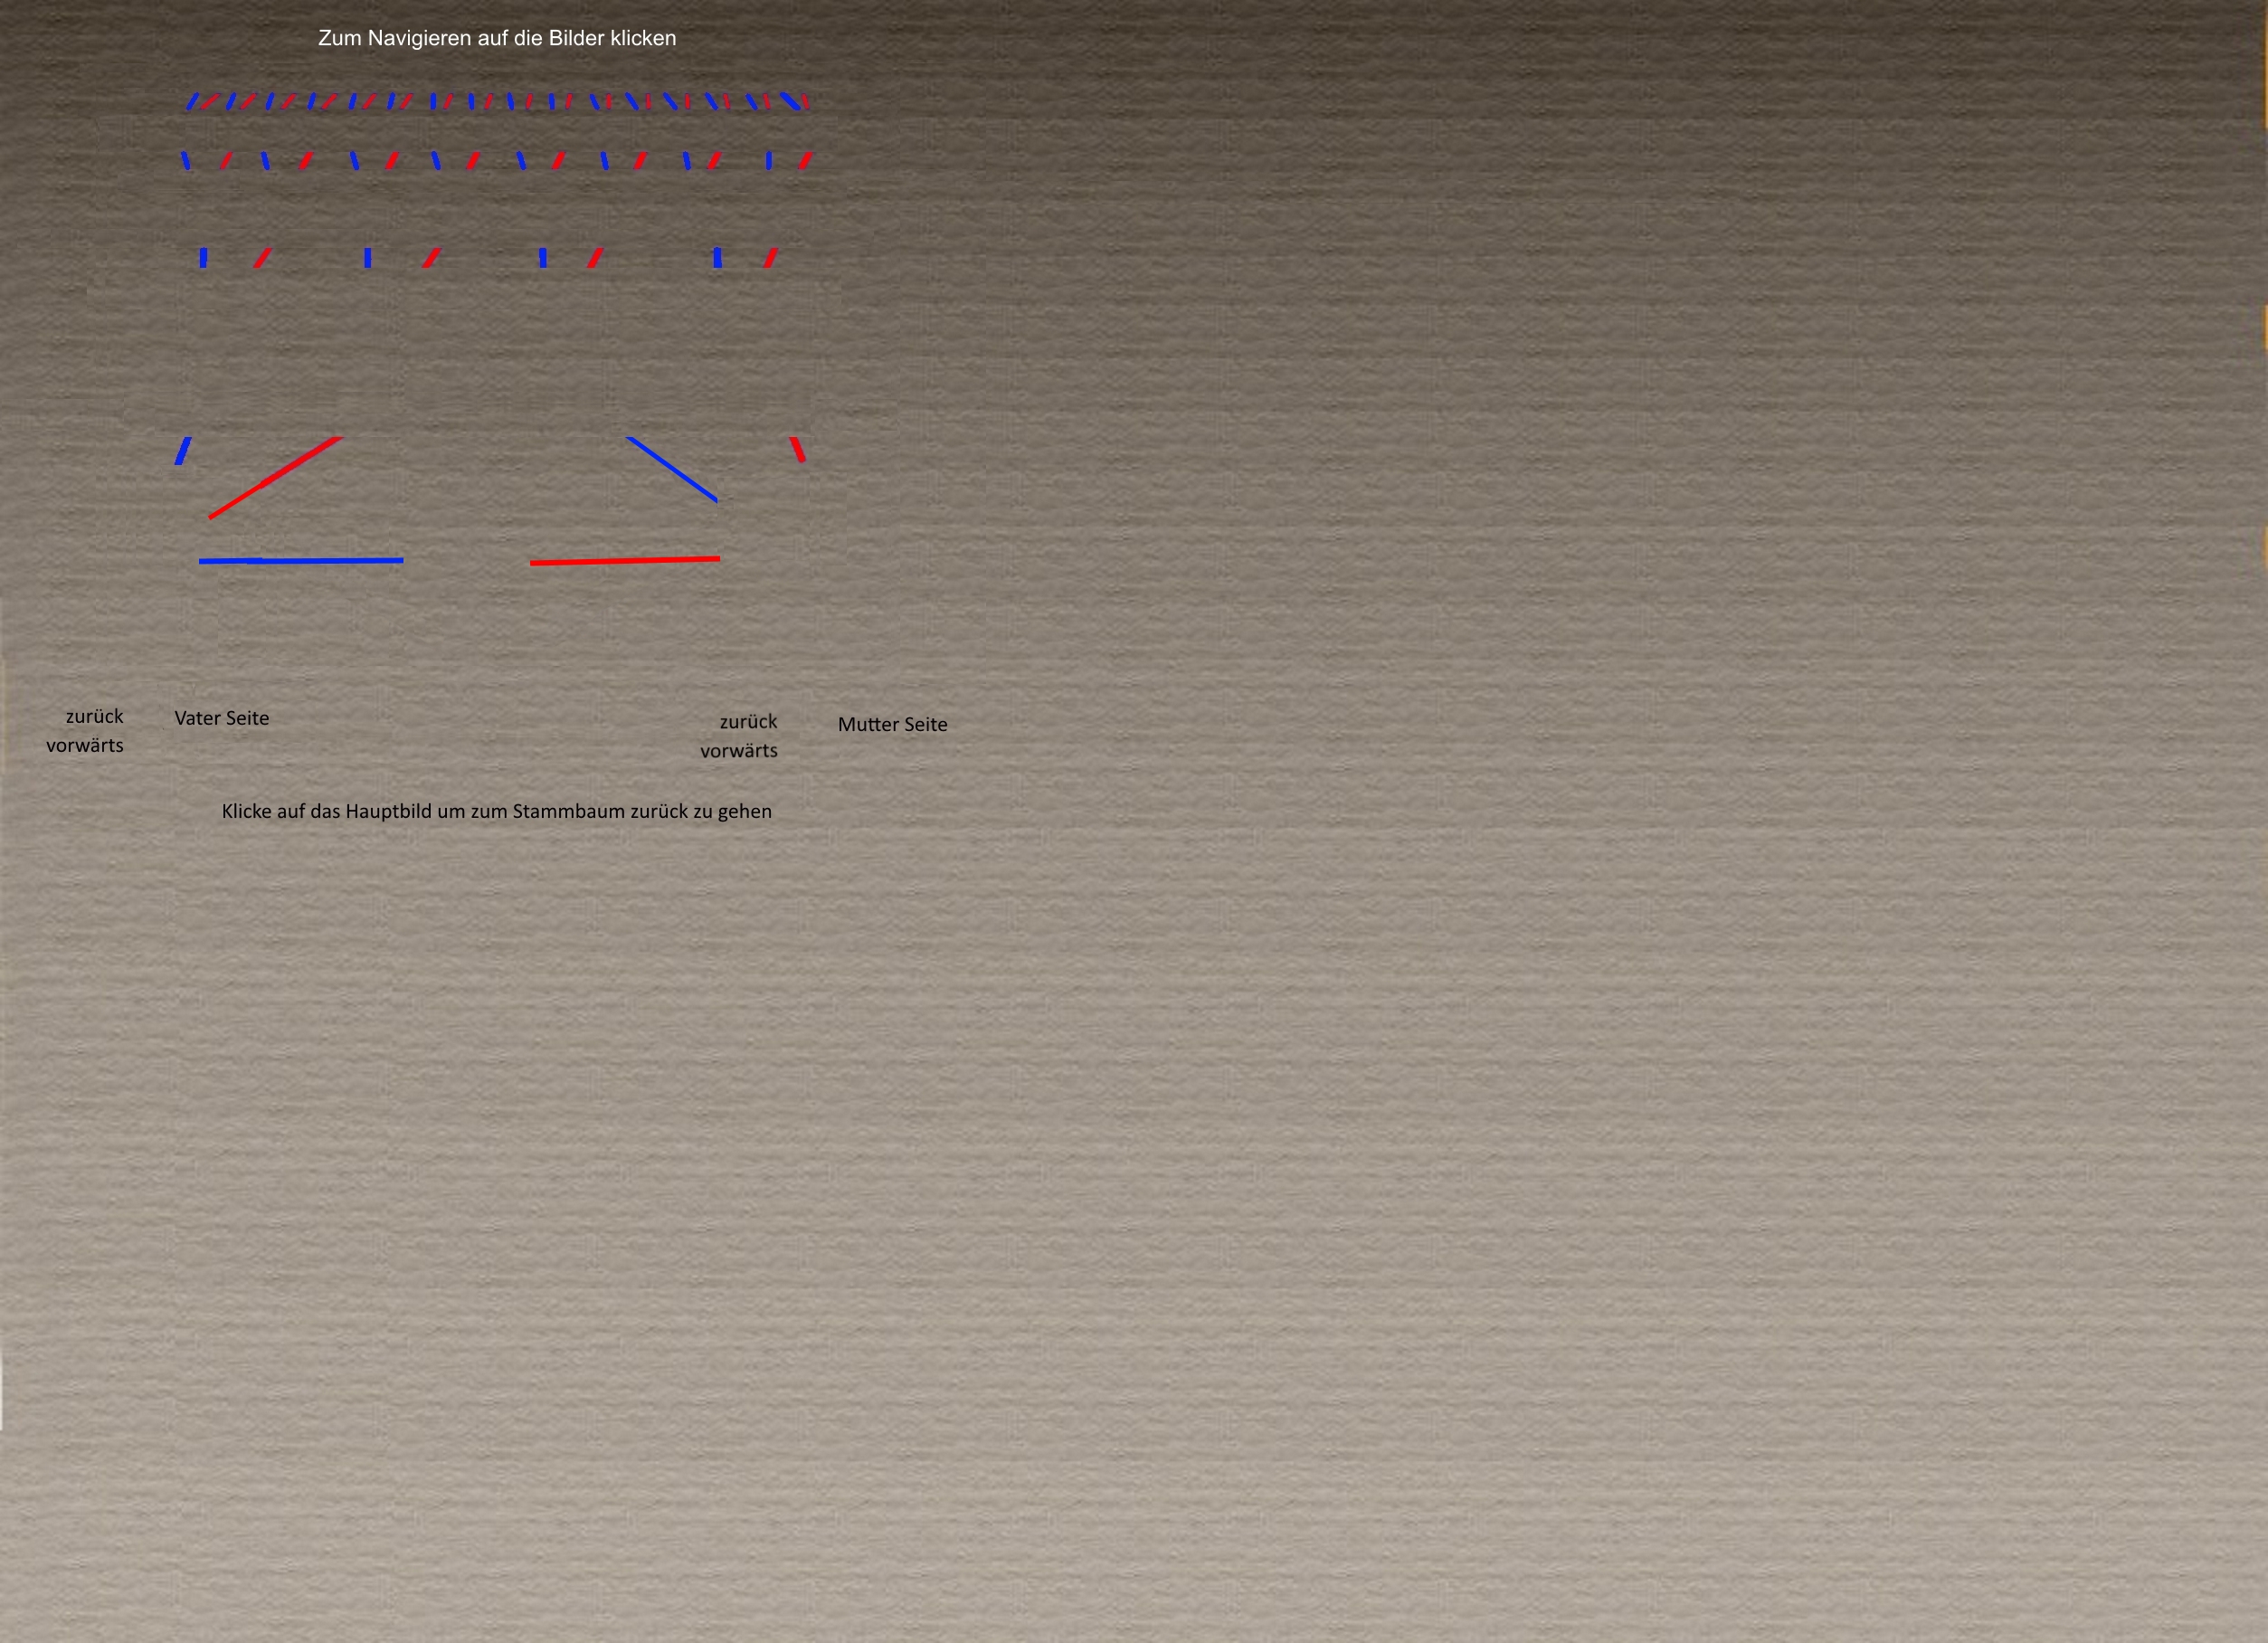 Zum Navigieren auf die Bilder klicken
zurück
vorwärts
Vater Seite
zurück
vorwärts
Mutter Seite
Klicke auf das Hauptbild um zum Stammbaum zurück zu gehen